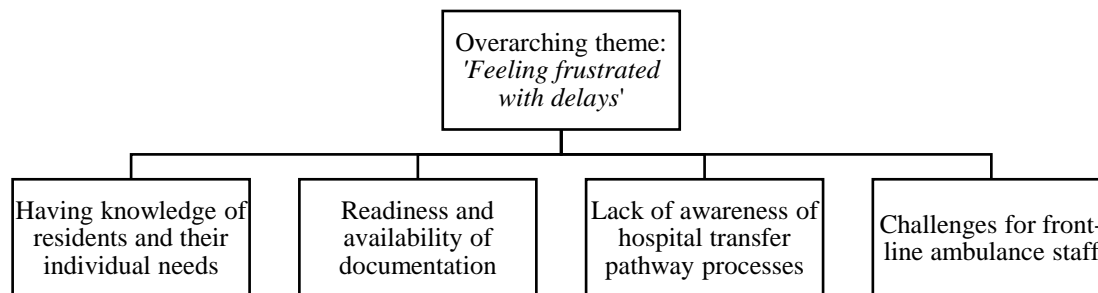 Overarching theme:
'Feeling frustrated
with delays'
Having knowledge of
residents and their
individual needs
Readiness and
availability of
documentation
Lack of awareness of
hospital transfer
pathway processes
Challenges for front-
line ambulance staff